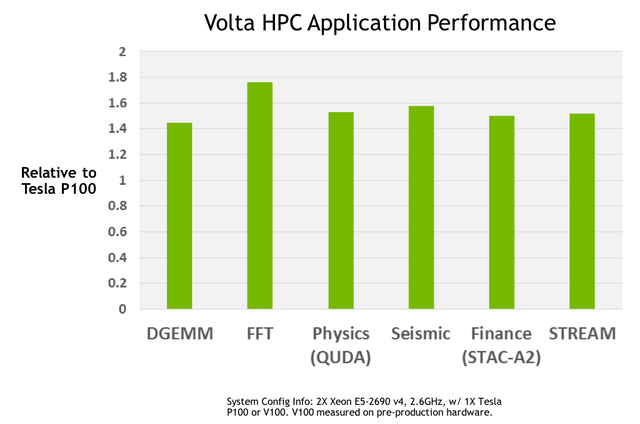 Volta HPC Application Performance
Relative to
Tesla P100
2
1.8
1.6
1.4
1.2
1
0.8
0.6
0.4
0.2
0
DGEMM FFT Physics Seismic Finance STREAM
(QUDA) (STAC-A2)
System Config Info: 2X Xeon E5-2690 v4, 2.6GHz, w/ 1X Tesla
P100 or V100. V100 measured on pre-production hardware.